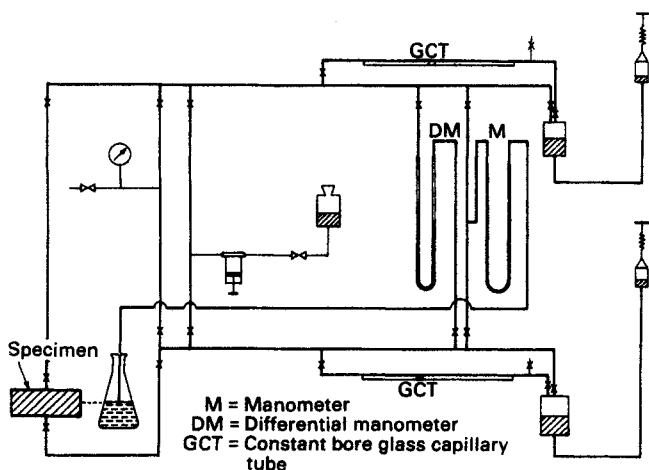 GCT
DM
M
Specimen
GCT
M = Manometer
DM = Differential manometer
GCT = Constant bore glass capillary
tube